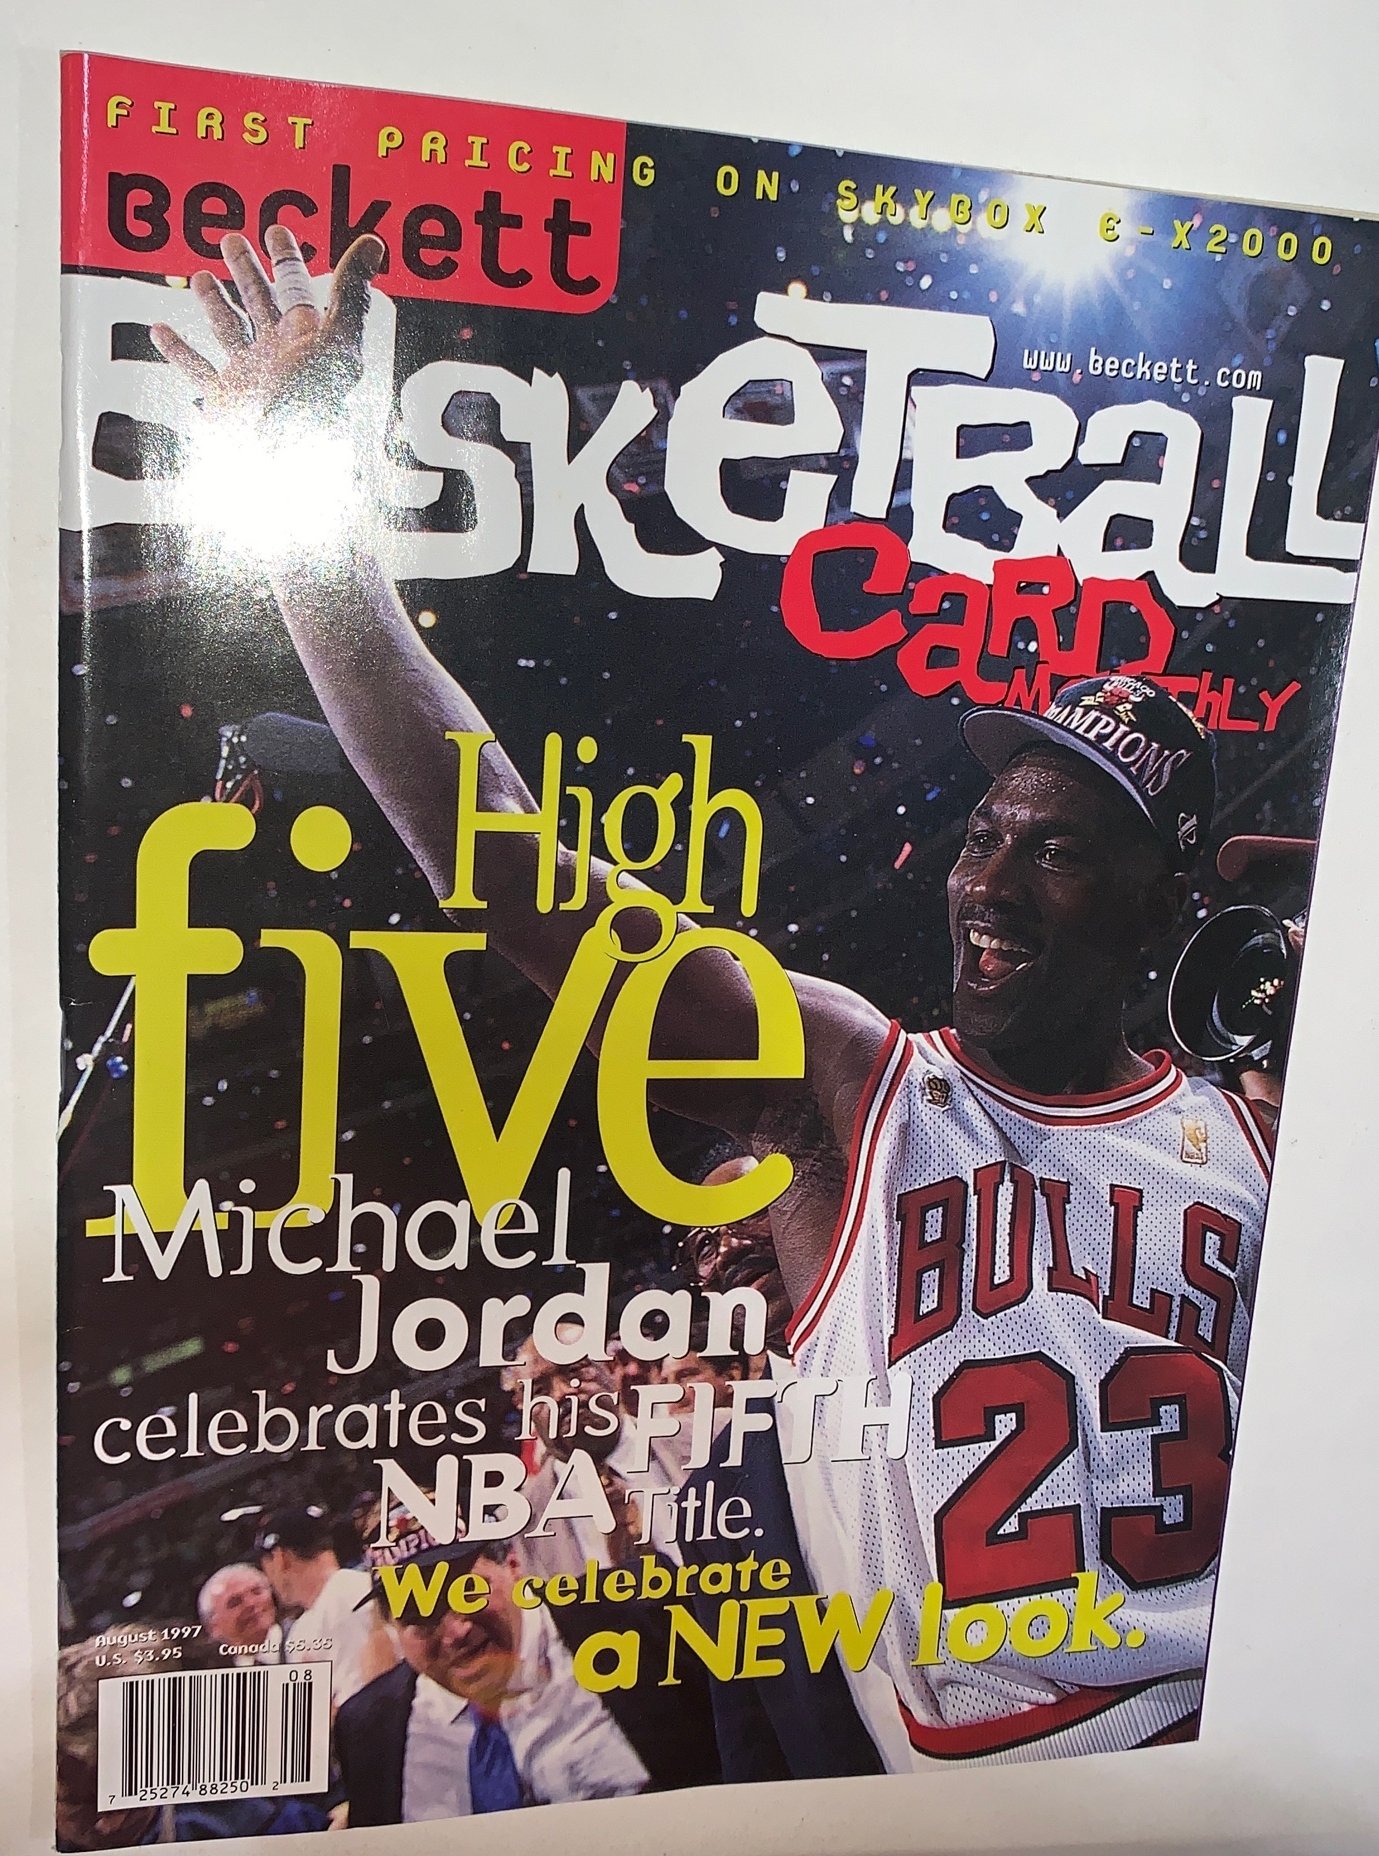 FIRST PRICING ON SKYBOX E-X2000
Beckett
BasketBall
www.beckett.com
Card
Monthly
CHICAGO
BULLS
CHAMPIONS
High
five
Michael
Jordan
celebrates his FIFTH
NBA Title.
We celebrate
a NEW look.
BULLS
23
August 1997
U.S. $3.95 Canada $5.35
08
7 25274 88250 2